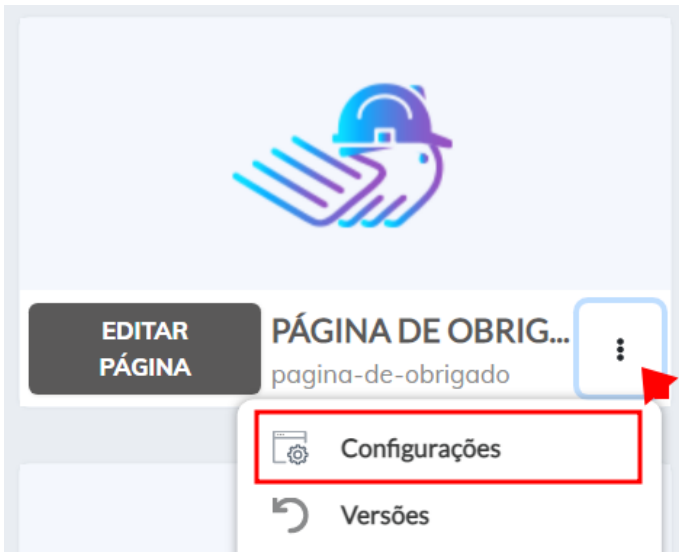 EDITAR
PÁGINA
PÁGINA DE OBRIG...
pagina-de-obrigado
Configurações
Versões